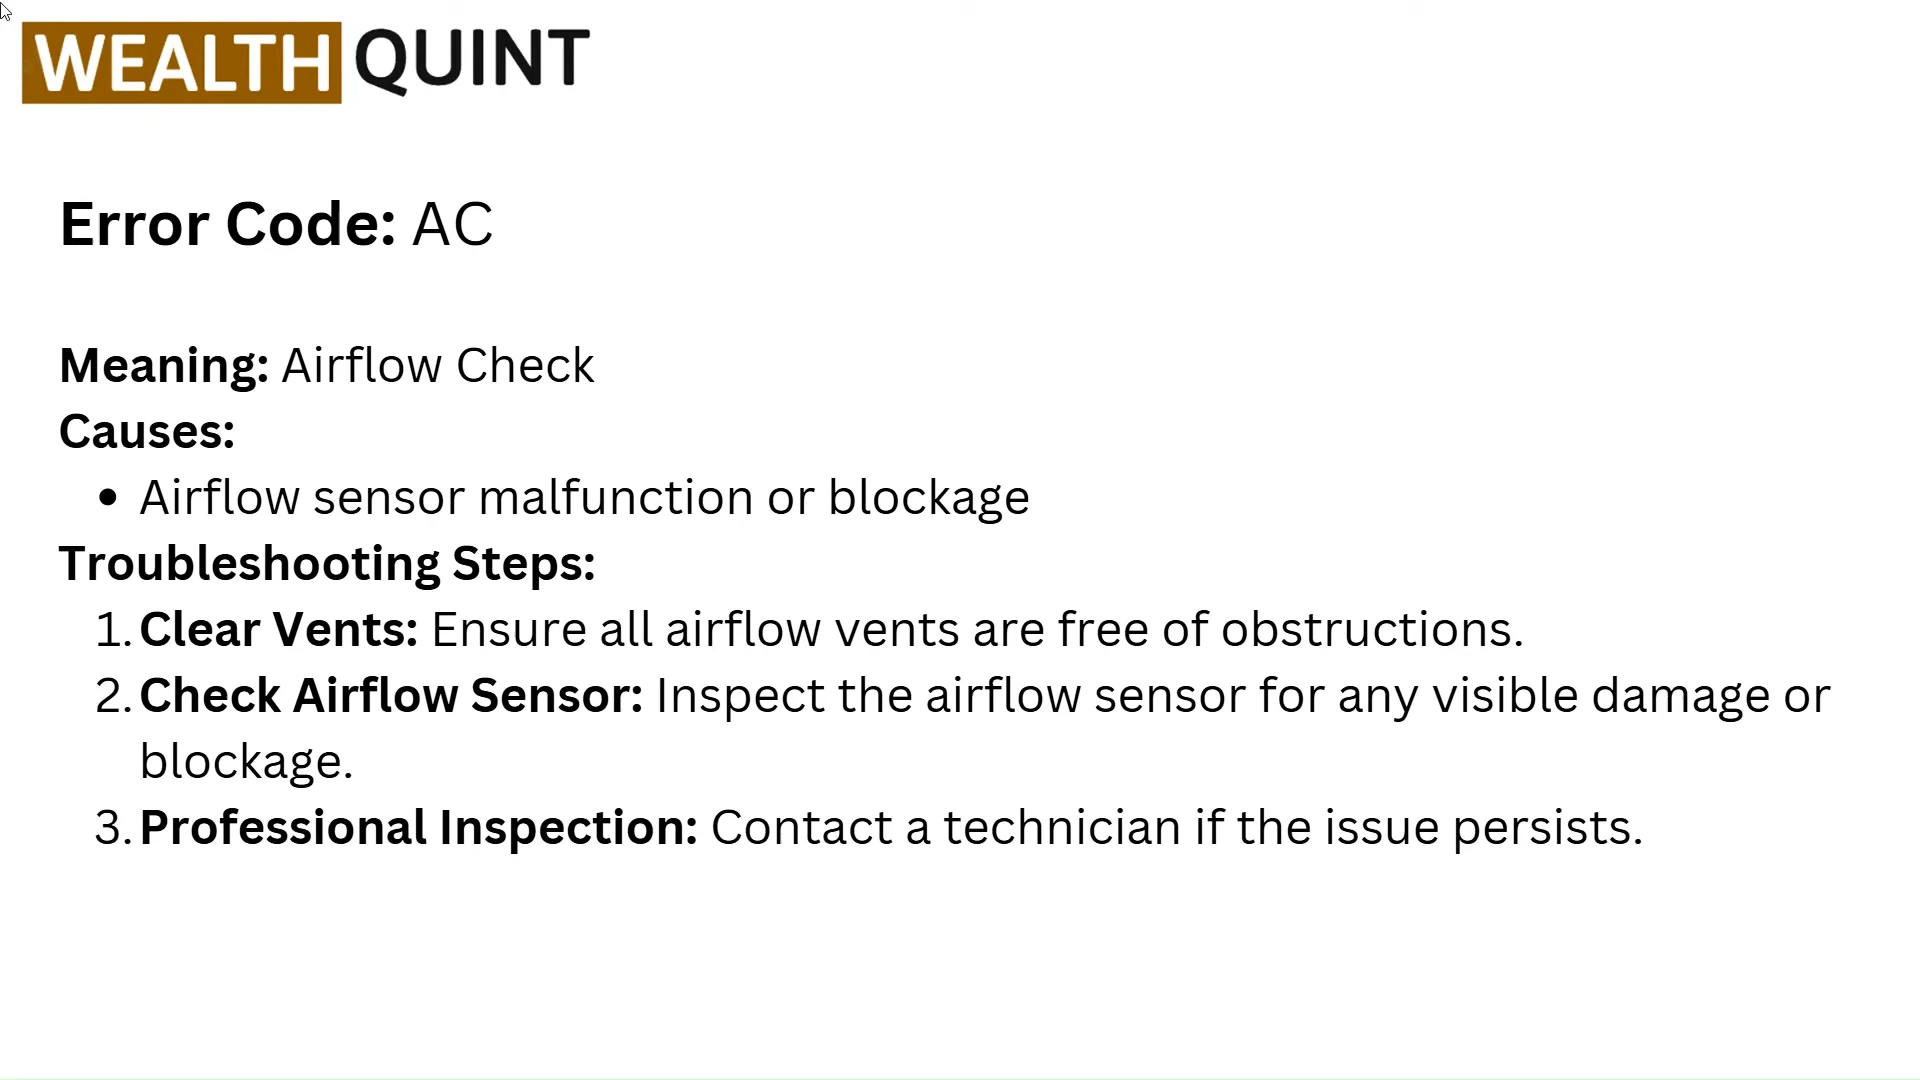 WEALTH QUINT
Error Code: AC
Meaning: Airflow Check
Causes:
• Airflow sensor malfunction or blockage
Troubleshooting Steps:
1. Clear Vents: Ensure all airflow vents are free of obstructions.
2. Check Airflow Sensor: Inspect the airflow sensor for any visible damage or
blockage.
3. Professional Inspection: Contact a technician if the issue persists.